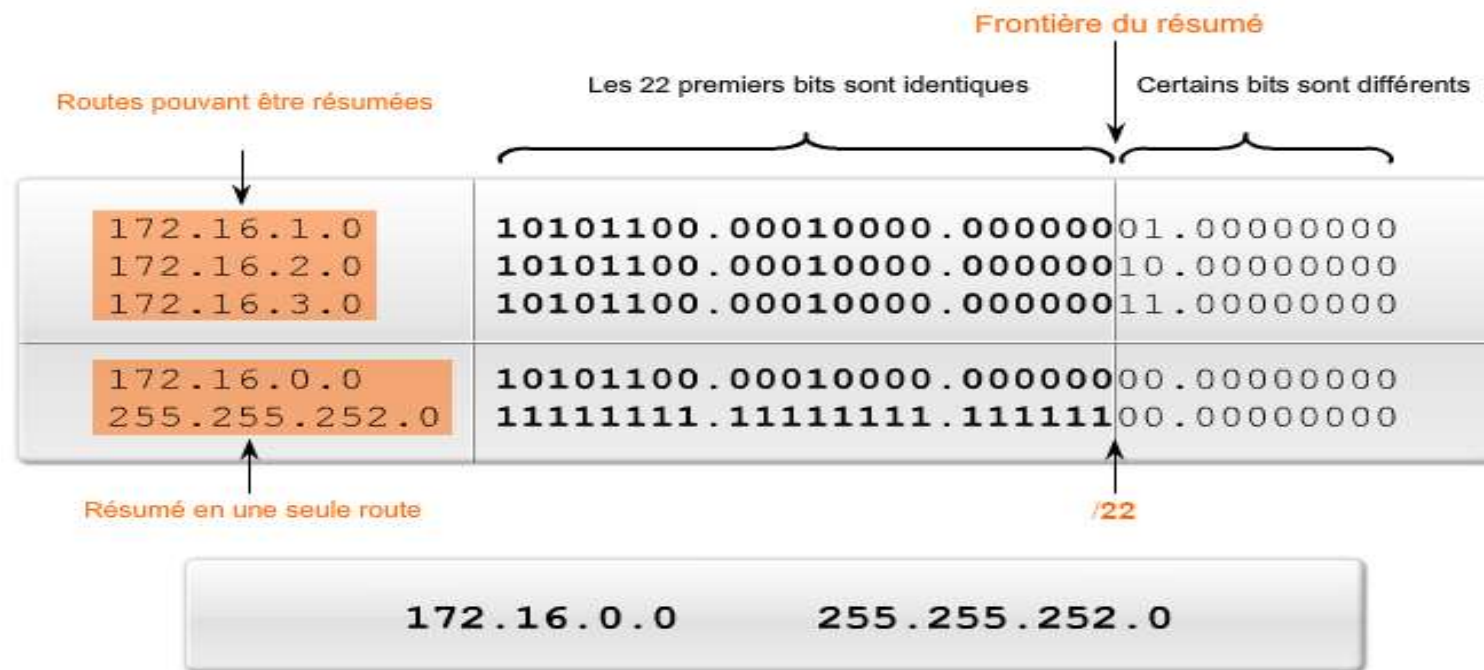 Frontière du résumé
Les 22 premiers bits sont identiques
Certains bits sont différents
Routes pouvant être résumées
172.16.1.0 10101100.00010000.00000001.00000000
172.16.2.0 10101100.00010000.00000010.00000000
172.16.3.0 10101100.00010000.00000011.00000000
172.16.0.0 10101100.00010000.00000000.00000000
255.255.252.0 11111111.11111111.11111100.00000000
Résumé en une seule route
/22
172.16.0.0 255.255.252.0